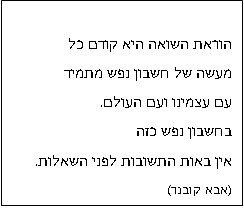 הוראת השואה היא קודם כל
מעשה של חשבון נפש מתמיד
עם עצמינו ועם העולם.
בחשבון נפש כזה
אין באות התשובות לפני השאלות.
(אבא קובנר)